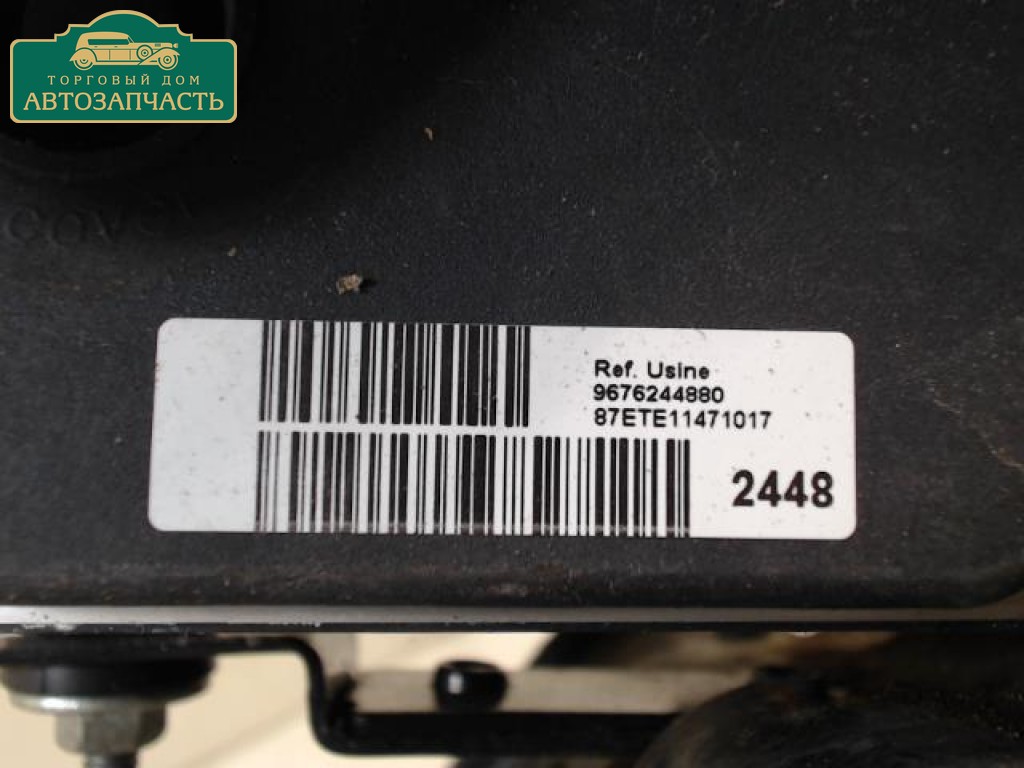 ТОРГОВЫЙ ДОМ
АВТОЗАПЧАСТЬ
Ref. Usine
9676244880
87ETE11471017
2448